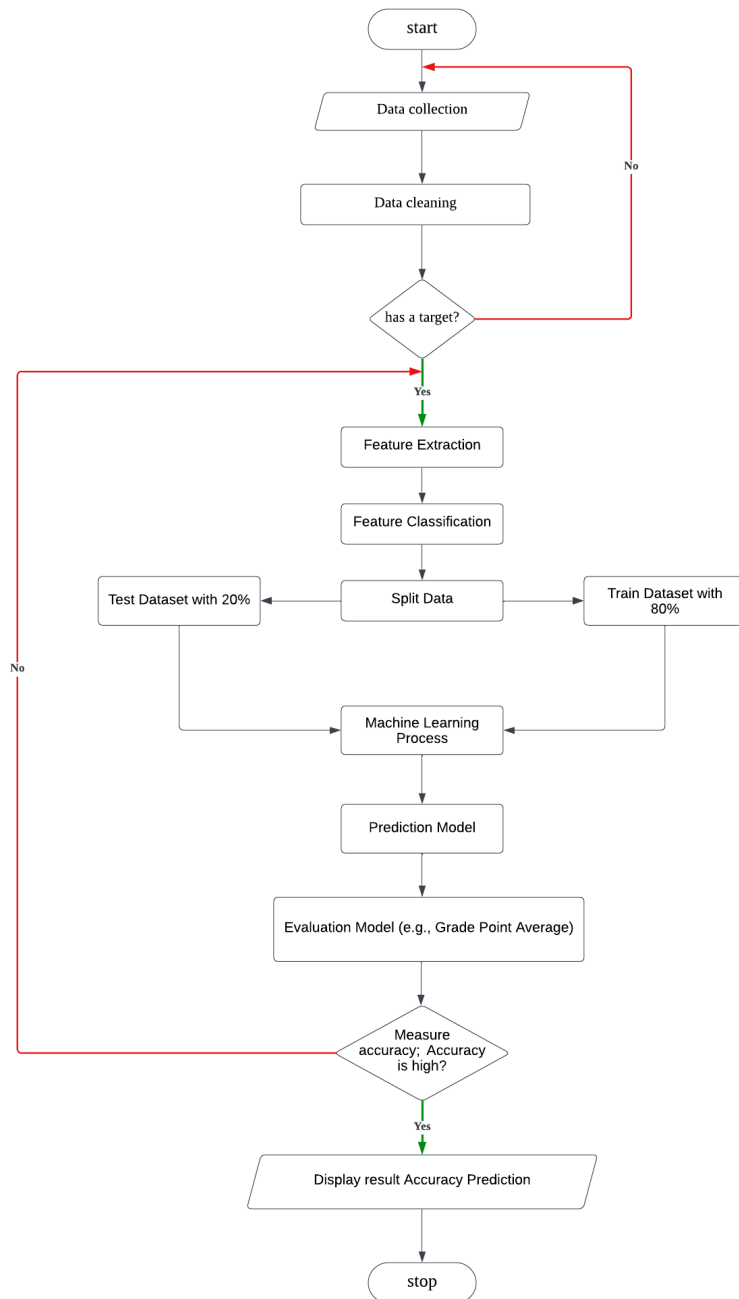 start
Data collection
No
Data cleaning
has a target?
Yes
Feature Extraction
Feature Classification
Test Dataset with 20%
Split Data
Train Dataset with
80%
No
Machine Learning
Process
Prediction Model
Evaluation Model (e.g., Grade Point Average)
Measure
accuracy; Accuracy
is high?
Yes
Display result Accuracy Prediction
stop